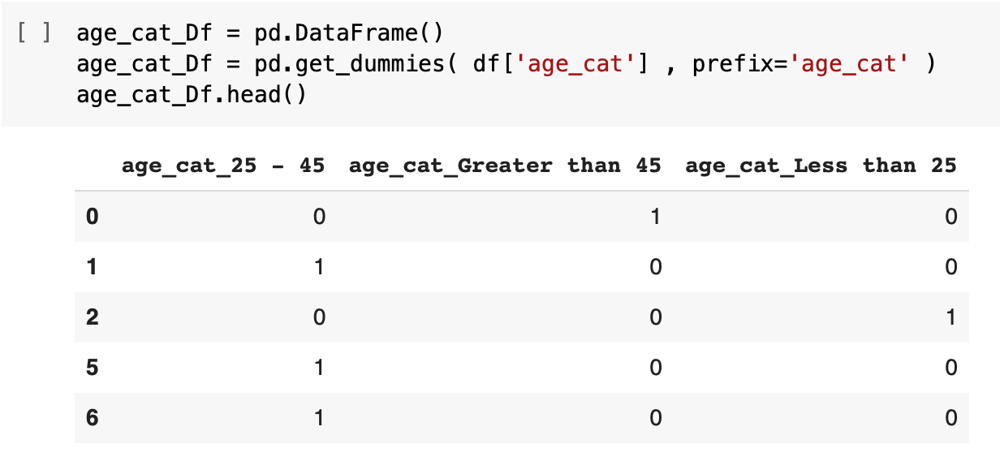 [ ] age_cat_Df = pd.DataFrame()
age_cat_Df = pd.get_dummies( df['age_cat'] , prefix='age_cat' )
age_cat_Df.head()
age_cat_25 - 45 age_cat_Greater than 45 age_cat_Less than 25
0 0 1 0
1 1 0 0
2 0 0 1
5 1 0 0
6 1 0 0